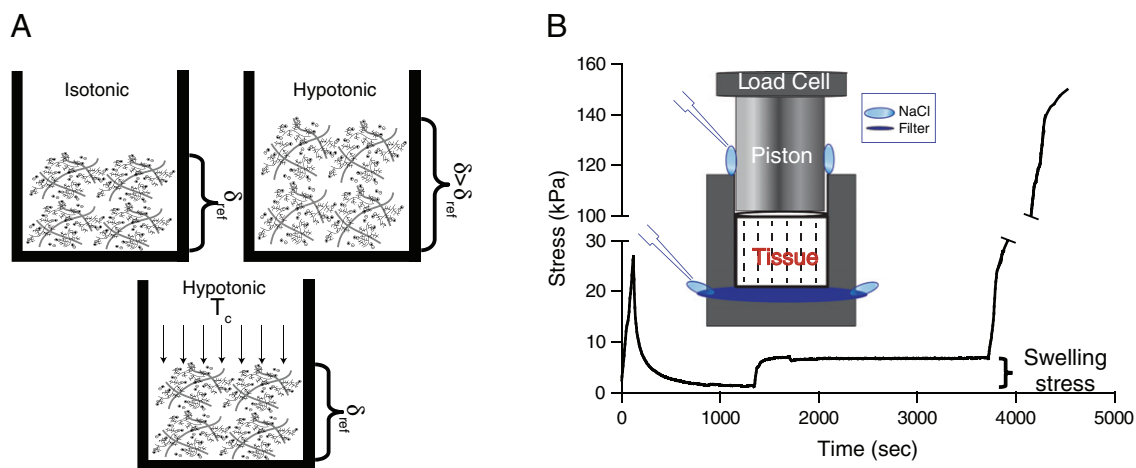 A
Isotonic
δref
Hypotonic
δ>δref
Hypotonic
Tc
δref
B
Stress (kPa)
160
140
120
100
30
20
10
0
Load Cell
Piston
Tissue
NaCl
Filter
Swelling
stress
0
1000
2000
3000
4000
5000
Time (sec)